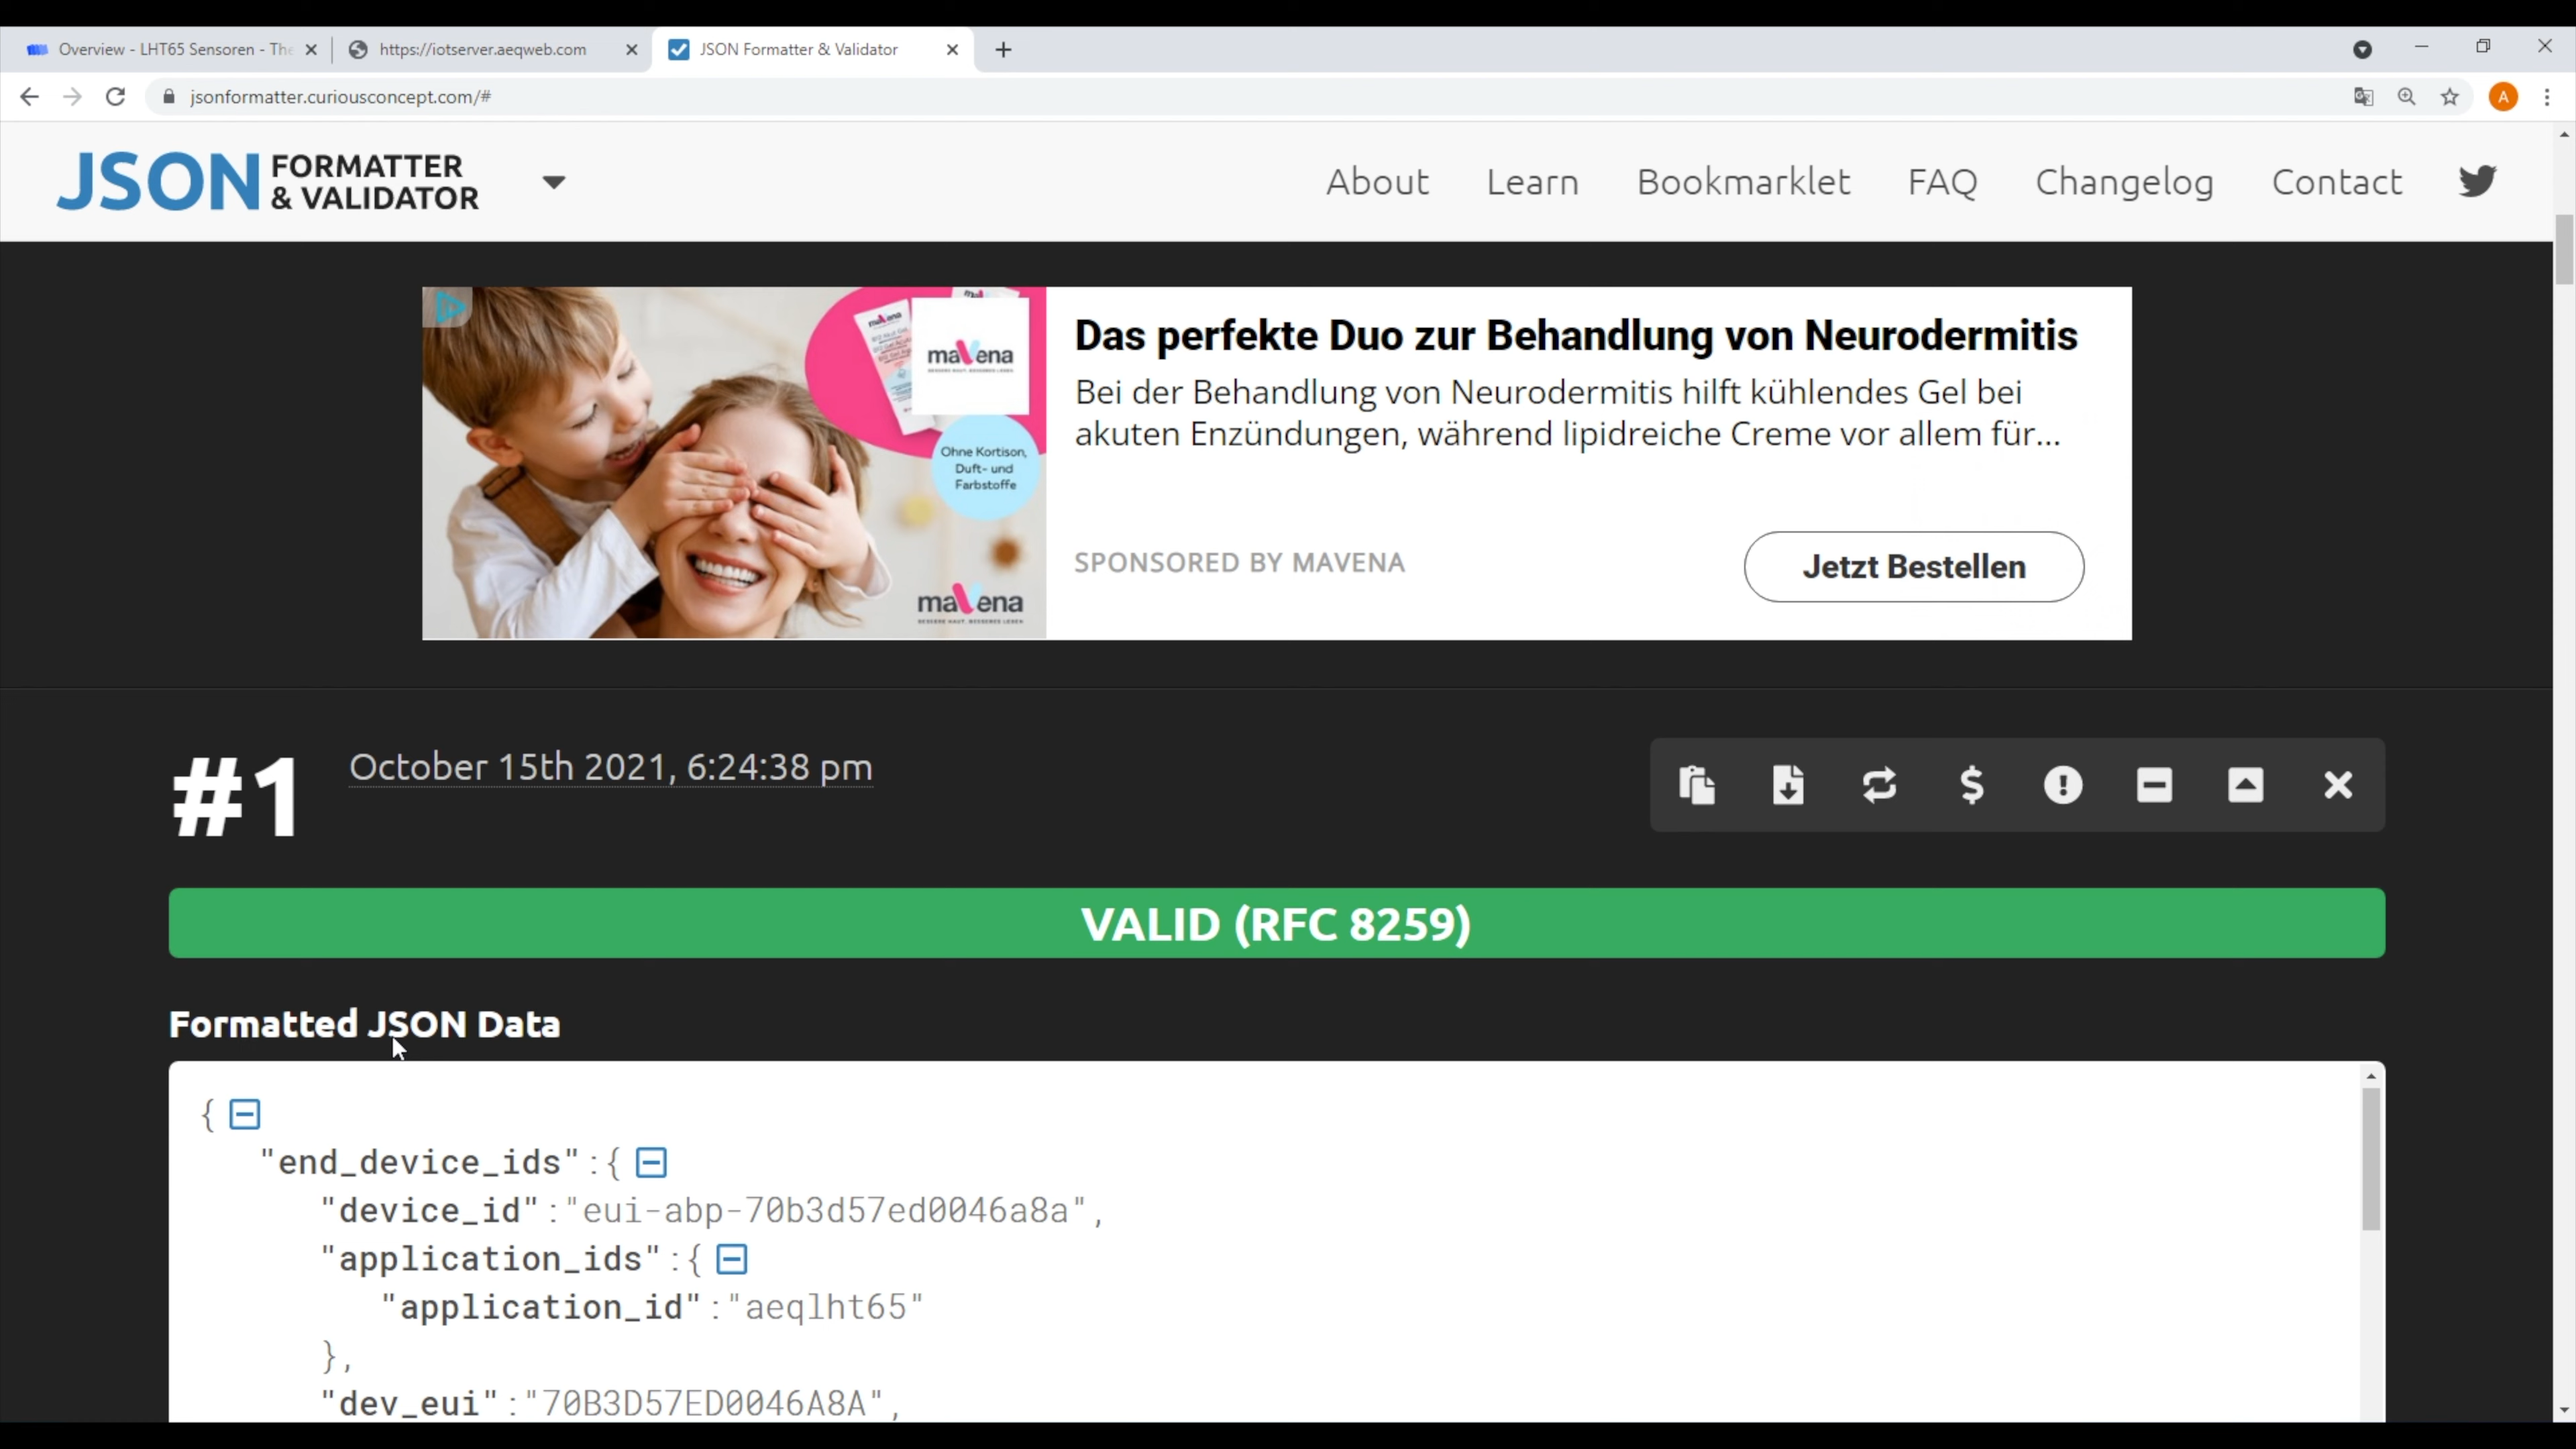 Overview - LHT65 Sensoren - The
https://iotserver.aeqweb.com
JSON Formatter & Validator
jsonformatter.curiousconcept.com/#
A
JSON FORMATTER
& VALIDATOR
About
Learn
Bookmarklet
FAQ
Changelog
Contact
mavena
mavena
Ohne Kortison,
Duft- und
Farbstoffe
mavena
Das perfekte Duo zur Behandlung von Neurodermitis
Bei der Behandlung von Neurodermitis hilft kühlendes Gel bei
akuten Enzündungen, während lipidreiche Creme vor allem für...
SPONSORED BY MAVENA
Jetzt Bestellen
#1
October 15th 2021, 6:24:38 pm
VALID (RFC 8259)
Formatted JSON Data
{
"end_device_ids":{
"device_id":"eui-abp-70b3d57ed0046a8a",
"application_ids":{
"application_id":"aeqlht65"
},
"dev_eui":"70B3D57ED0046A8A",